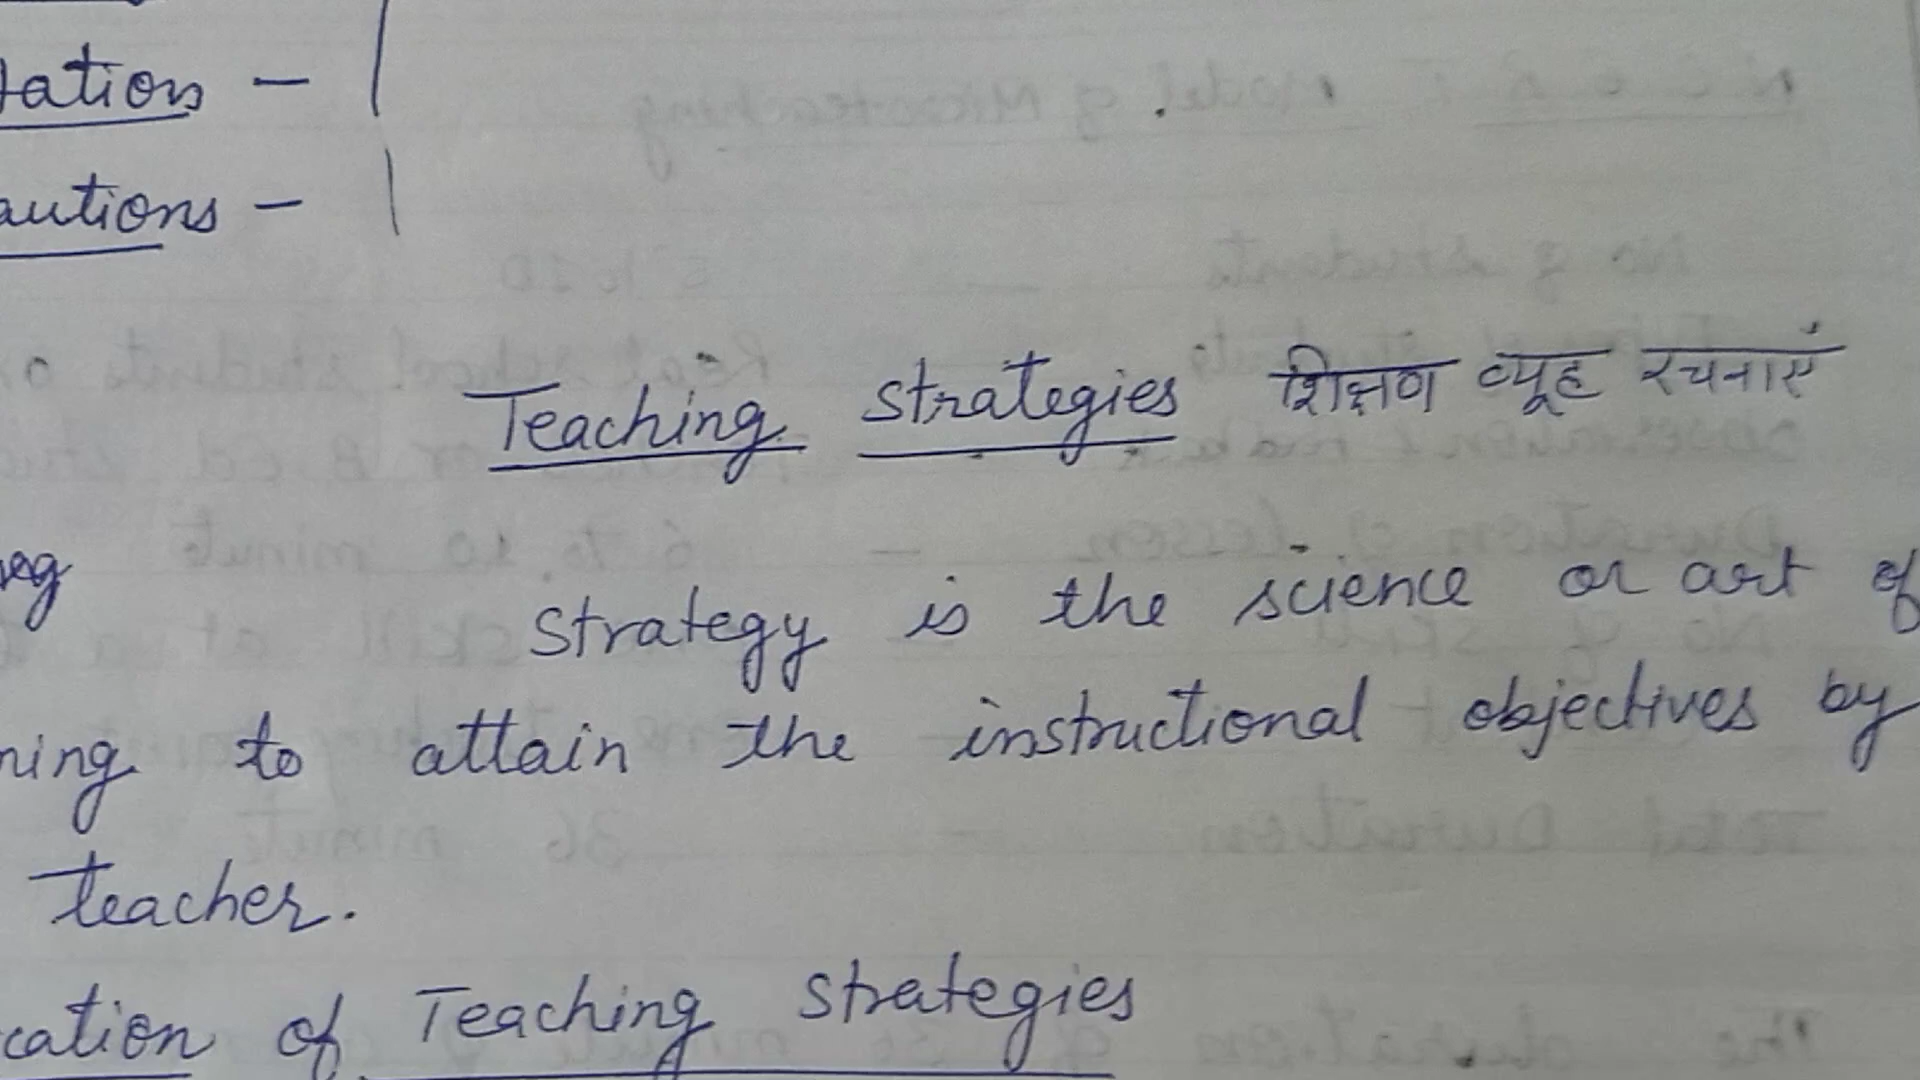 tation -
autions -
Teaching strategies शिक्षण व्यूह रचनाएं
Strategy is the science or art of
ning to attain the instructional objectives by
teacher.
cation of Teaching strategies